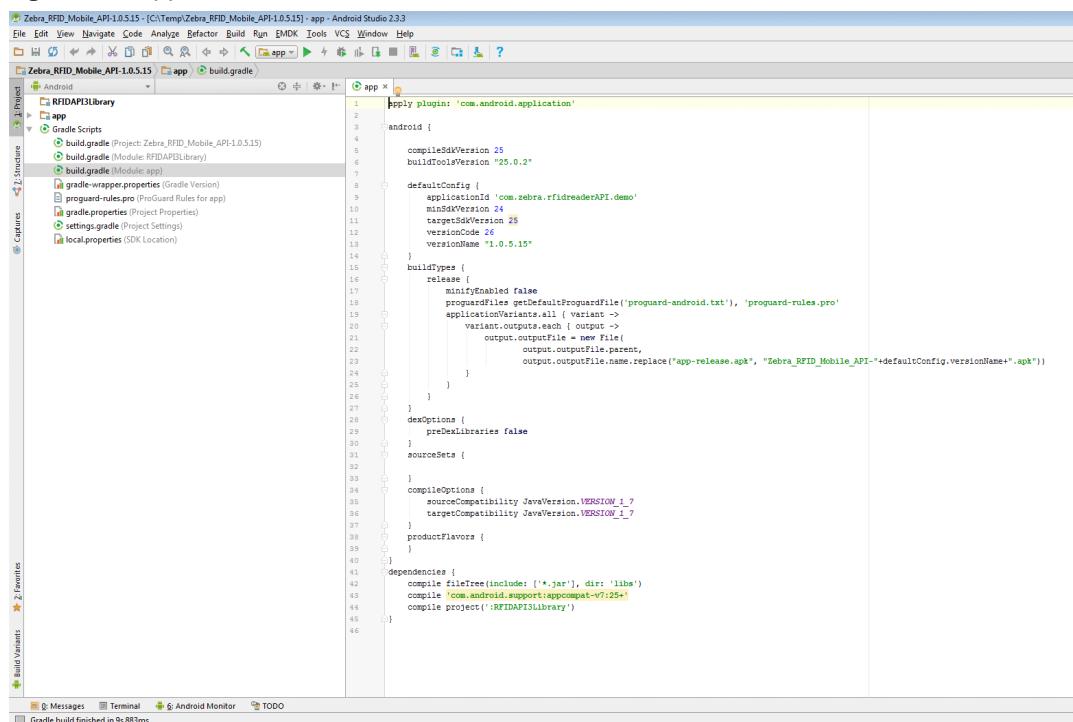 Zebra_RFID_Mobile_API-1.0.5.15 - [C:\Temp\Zebra_RFID_Mobile_API-1.0.5.15] - app - Android Studio 2.3.3
File Edit View Navigate Code Analyze Refactor Build Run EMDK Tools VCS Window Help
app
Zebra_RFID_Mobile_API-1.0.5.15 app build.gradle
1: Project
Android
app
RFIDAPI3Library
app
Gradle Scripts
build.gradle (Project: Zebra_RFID_Mobile_API-1.0.5.15)
build.gradle (Module: RFIDAPI3Library)
build.gradle (Module: app)
gradle-wrapper.properties (Gradle Version)
proguard-rules.pro (ProGuard Rules for app)
gradle.properties (Project Properties)
settings.gradle (Project Settings)
local.properties (SDK Location)
7: Structure
Captures
2: Favorites
Build Variants
1 apply plugin: 'com.android.application'
2
3 android {
4
5 compileSdkVersion 25
6 buildToolsVersion "25.0.2"
7
8 defaultConfig {
9 applicationId 'com.zebra.rfidreaderAPI.demo'
10 minSdkVersion 24
11 targetSdkVersion 25
12 versionCode 26
13 versionName "1.0.5.15"
14 }
15 buildTypes {
16 release {
17 minifyEnabled false
18 proguardFiles getDefaultProguardFile('proguard-android.txt'), 'proguard-rules.pro'
19 applicationVariants.all { variant ->
20 variant.outputs.each { output ->
21 output.outputFile = new File(
22 output.outputFile.parent,
23 output.outputFile.name.replace("app-release.apk", "Zebra_RFID_Mobile_API-"+defaultConfig.versionName+".apk"))
24 }
25 }
26 }
27 }
28 dexOptions {
29 preDexLibraries false
30 }
31 sourceSets {
32
33 }
34 compileOptions {
35 sourceCompatibility JavaVersion.VERSION_1_7
36 targetCompatibility JavaVersion.VERSION_1_7
37 }
38 productFlavors {
39 }
40 }
41 dependencies {
42 compile fileTree(include: ['*.jar'], dir: 'libs')
43 compile 'com.android.support:appcompat-v7:25+'
44 compile project(':RFIDAPI3Library')
45 }
46
0: Messages Terminal 6: Android Monitor TODO
Gradle build finished in 9s 883ms